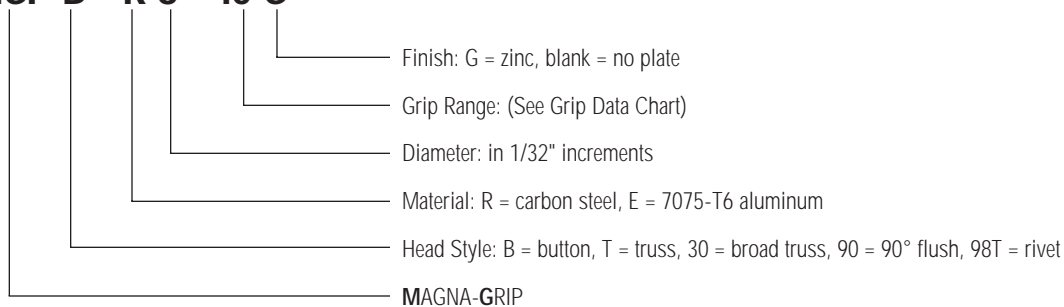 Finish: G = zinc, blank = no plate
Grip Range: (See Grip Data Chart)
Diameter: in 1/32" increments
Material: R = carbon steel, E = 7075-T6 aluminum
Head Style: B = button, T = truss, 30 = broad truss, 90 = 90° flush, 98T = rivet
MAGNA-GRIP